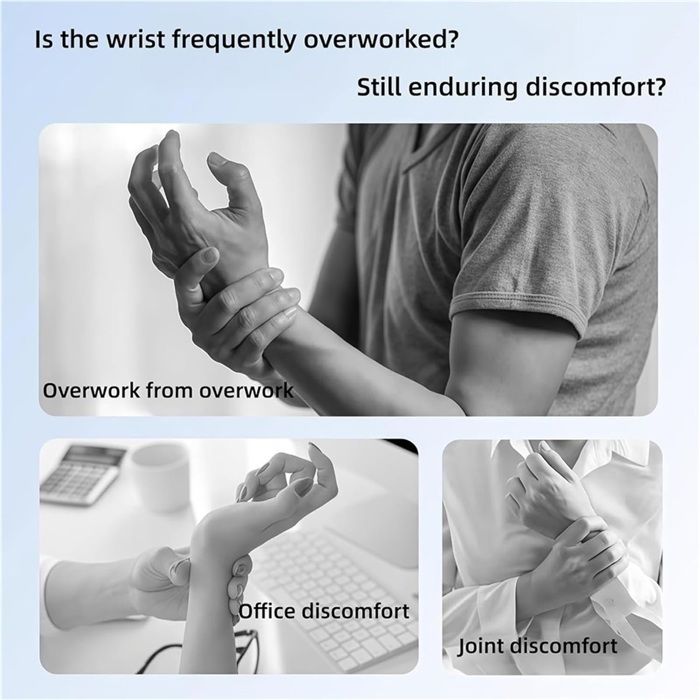 Is the wrist frequently overworked?
Still enduring discomfort?
Overwork from overwork
Office discomfort
Joint discomfort